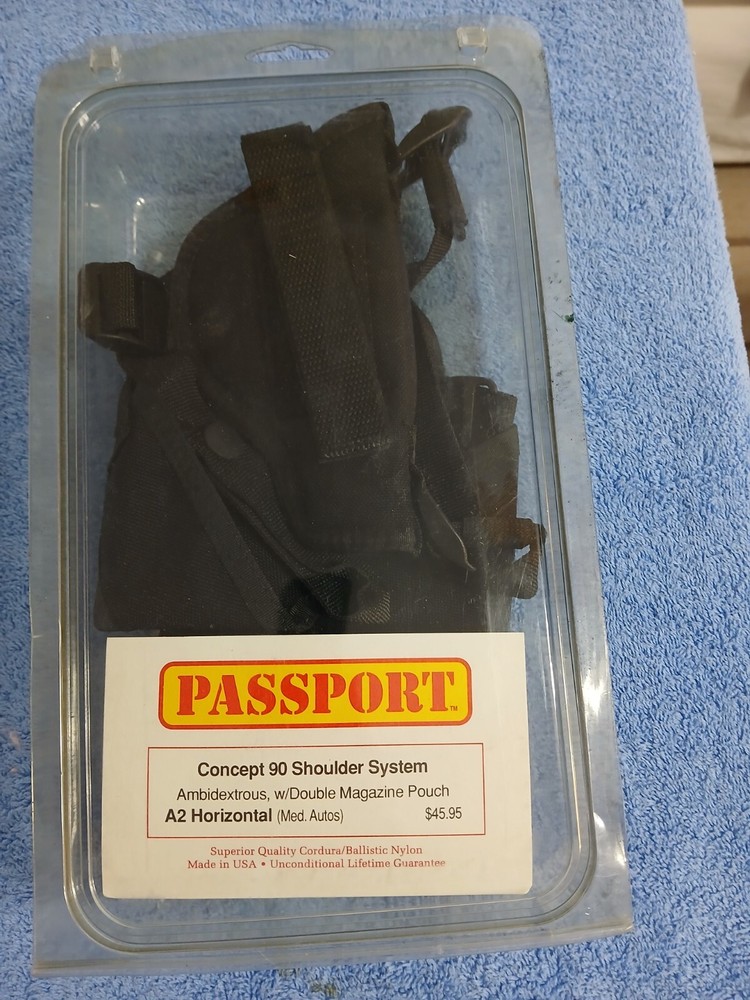 PASSPORT™
Concept 90 Shoulder System
Ambidextrous, w/Double Magazine Pouch
A2 Horizontal (Med. Autos) $45.95
Superior Quality Cordura/Ballistic Nylon
Made in USA • Unconditional Lifetime Guarantee